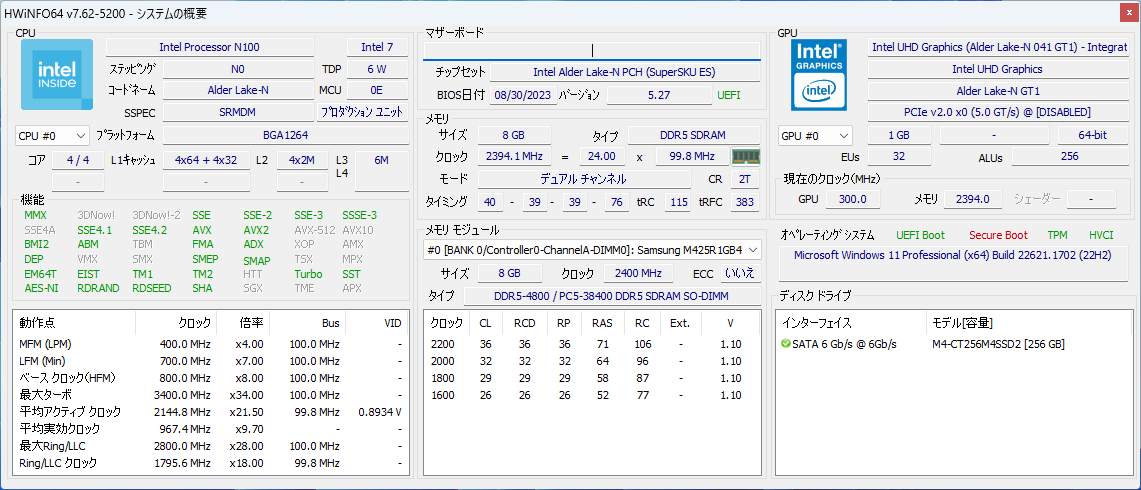 HWiNFO64 v7.62-5200 - システムの概要
CPU
intel
INSIDE
Intel Processor N100
Intel 7
ステッピング
N0
TDP
6 W
コードネーム
Alder Lake-N
MCU
0E
SSPEC
SRMDM
プロダクション ユニット
CPU #0
プラットフォーム
BGA1264
コア
4 / 4
L1キャッシュ
4x64 + 4x32
L2
4x2M
L3
6M
L4
-
-
-
-
機能
MMX 3DNow! 3DNow!-2 SSE SSE-2 SSE-3 SSSE-3
SSE4A SSE4.1 SSE4.2 AVX AVX2 AVX-512 AVX10
BMI2 ABM TBM FMA ADX XOP AMX
DEP VMX SMX SMEP SMAP TSX MPX
EM64T EIST TM1 TM2 HTT Turbo SST
AES-NI RDRAND RDSEED SHA SGX TME APX
動作点 クロック 倍率 Bus VID
MFM (LPM) 400.0 MHz x4.00 100.0 MHz -
LFM (Min) 700.0 MHz x7.00 100.0 MHz -
ベース クロック(HFM) 800.0 MHz x8.00 100.0 MHz -
最大ターボ 3400.0 MHz x34.00 100.0 MHz -
平均アクティブ クロック 2144.8 MHz x21.50 99.8 MHz 0.8934 V
平均実効クロック 967.4 MHz x9.70 - -
最大Ring/LLC 2800.0 MHz x28.00 100.0 MHz -
Ring/LLC クロック 1795.6 MHz x18.00 99.8 MHz -
マザーボード
チップセット
Intel Alder Lake-N PCH (SuperSKU ES)
BIOS日付
08/30/2023
バージョン
5.27
UEFI
メモリ
サイズ
8 GB
タイプ
DDR5 SDRAM
クロック
2394.1 MHz
=
24.00
x
99.8 MHz
モード
デュアル チャンネル
CR
2T
タイミング
40 - 39 - 39 - 76 tRC 115 tRFC 383
メモリ モジュール
#0 [BANK 0/Controller0-ChannelA-DIMM0]: Samsung M425R1GB4
サイズ
8 GB
クロック
2400 MHz
ECC
いいえ
タイプ
DDR5-4800 / PC5-38400 DDR5 SDRAM SO-DIMM
クロック CL RCD RP RAS RC Ext. V
2200 36 36 36 71 106 - 1.10
2000 32 32 32 64 96 - 1.10
1800 29 29 29 58 87 - 1.10
1600 26 26 26 52 77 - 1.10
GPU
intel
GRAPHICS
intel
Intel UHD Graphics (Alder Lake-N 041 GT1) - Integrat
Intel UHD Graphics
Alder Lake-N GT1
PCIe v2.0 x0 (5.0 GT/s) @ [DISABLED]
GPU #0
1 GB
-
64-bit
EUs
32
ALUs
256
現在のクロック(MHz)
GPU
300.0
メモリ
2394.0
シェーダー
-
オペレーティングシステム
UEFI Boot
Secure Boot
TPM
HVCI
Microsoft Windows 11 Professional (x64) Build 22621.1702 (22H2)
ディスク ドライブ
インターフェイス モデル[容量]
SATA 6 Gb/s @ 6Gb/s M4-CT256M4SSD2 [256 GB]